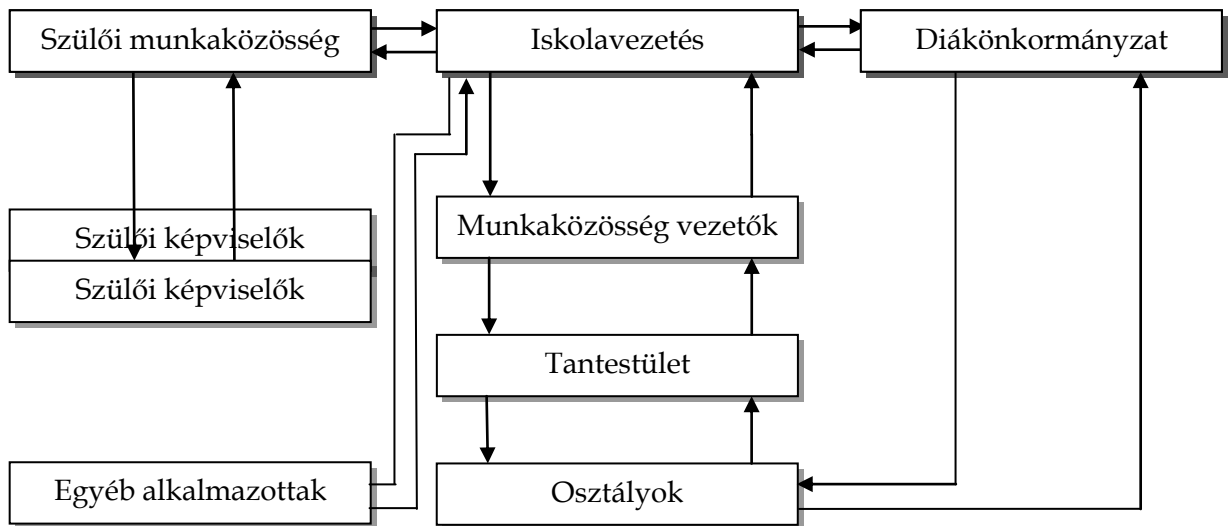 Szülői munkaközösség
Iskolavezetés
Diákönkormányzat
Szülői képviselők
Munkaközösség vezetők
Szülői képviselők
Tantestület
Egyéb alkalmazottak
Osztályok